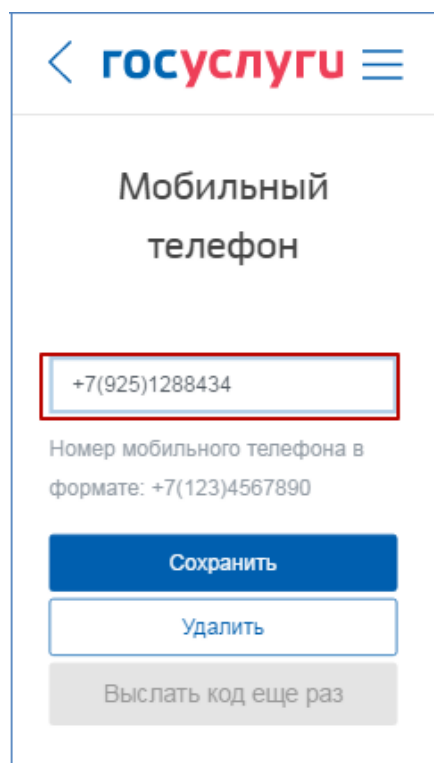 госуслуги
Мобильный
телефон
+7(925)1288434
Номер мобильного телефона в
формате: +7(123)4567890
Сохранить
Удалить
Выслать код еще раз